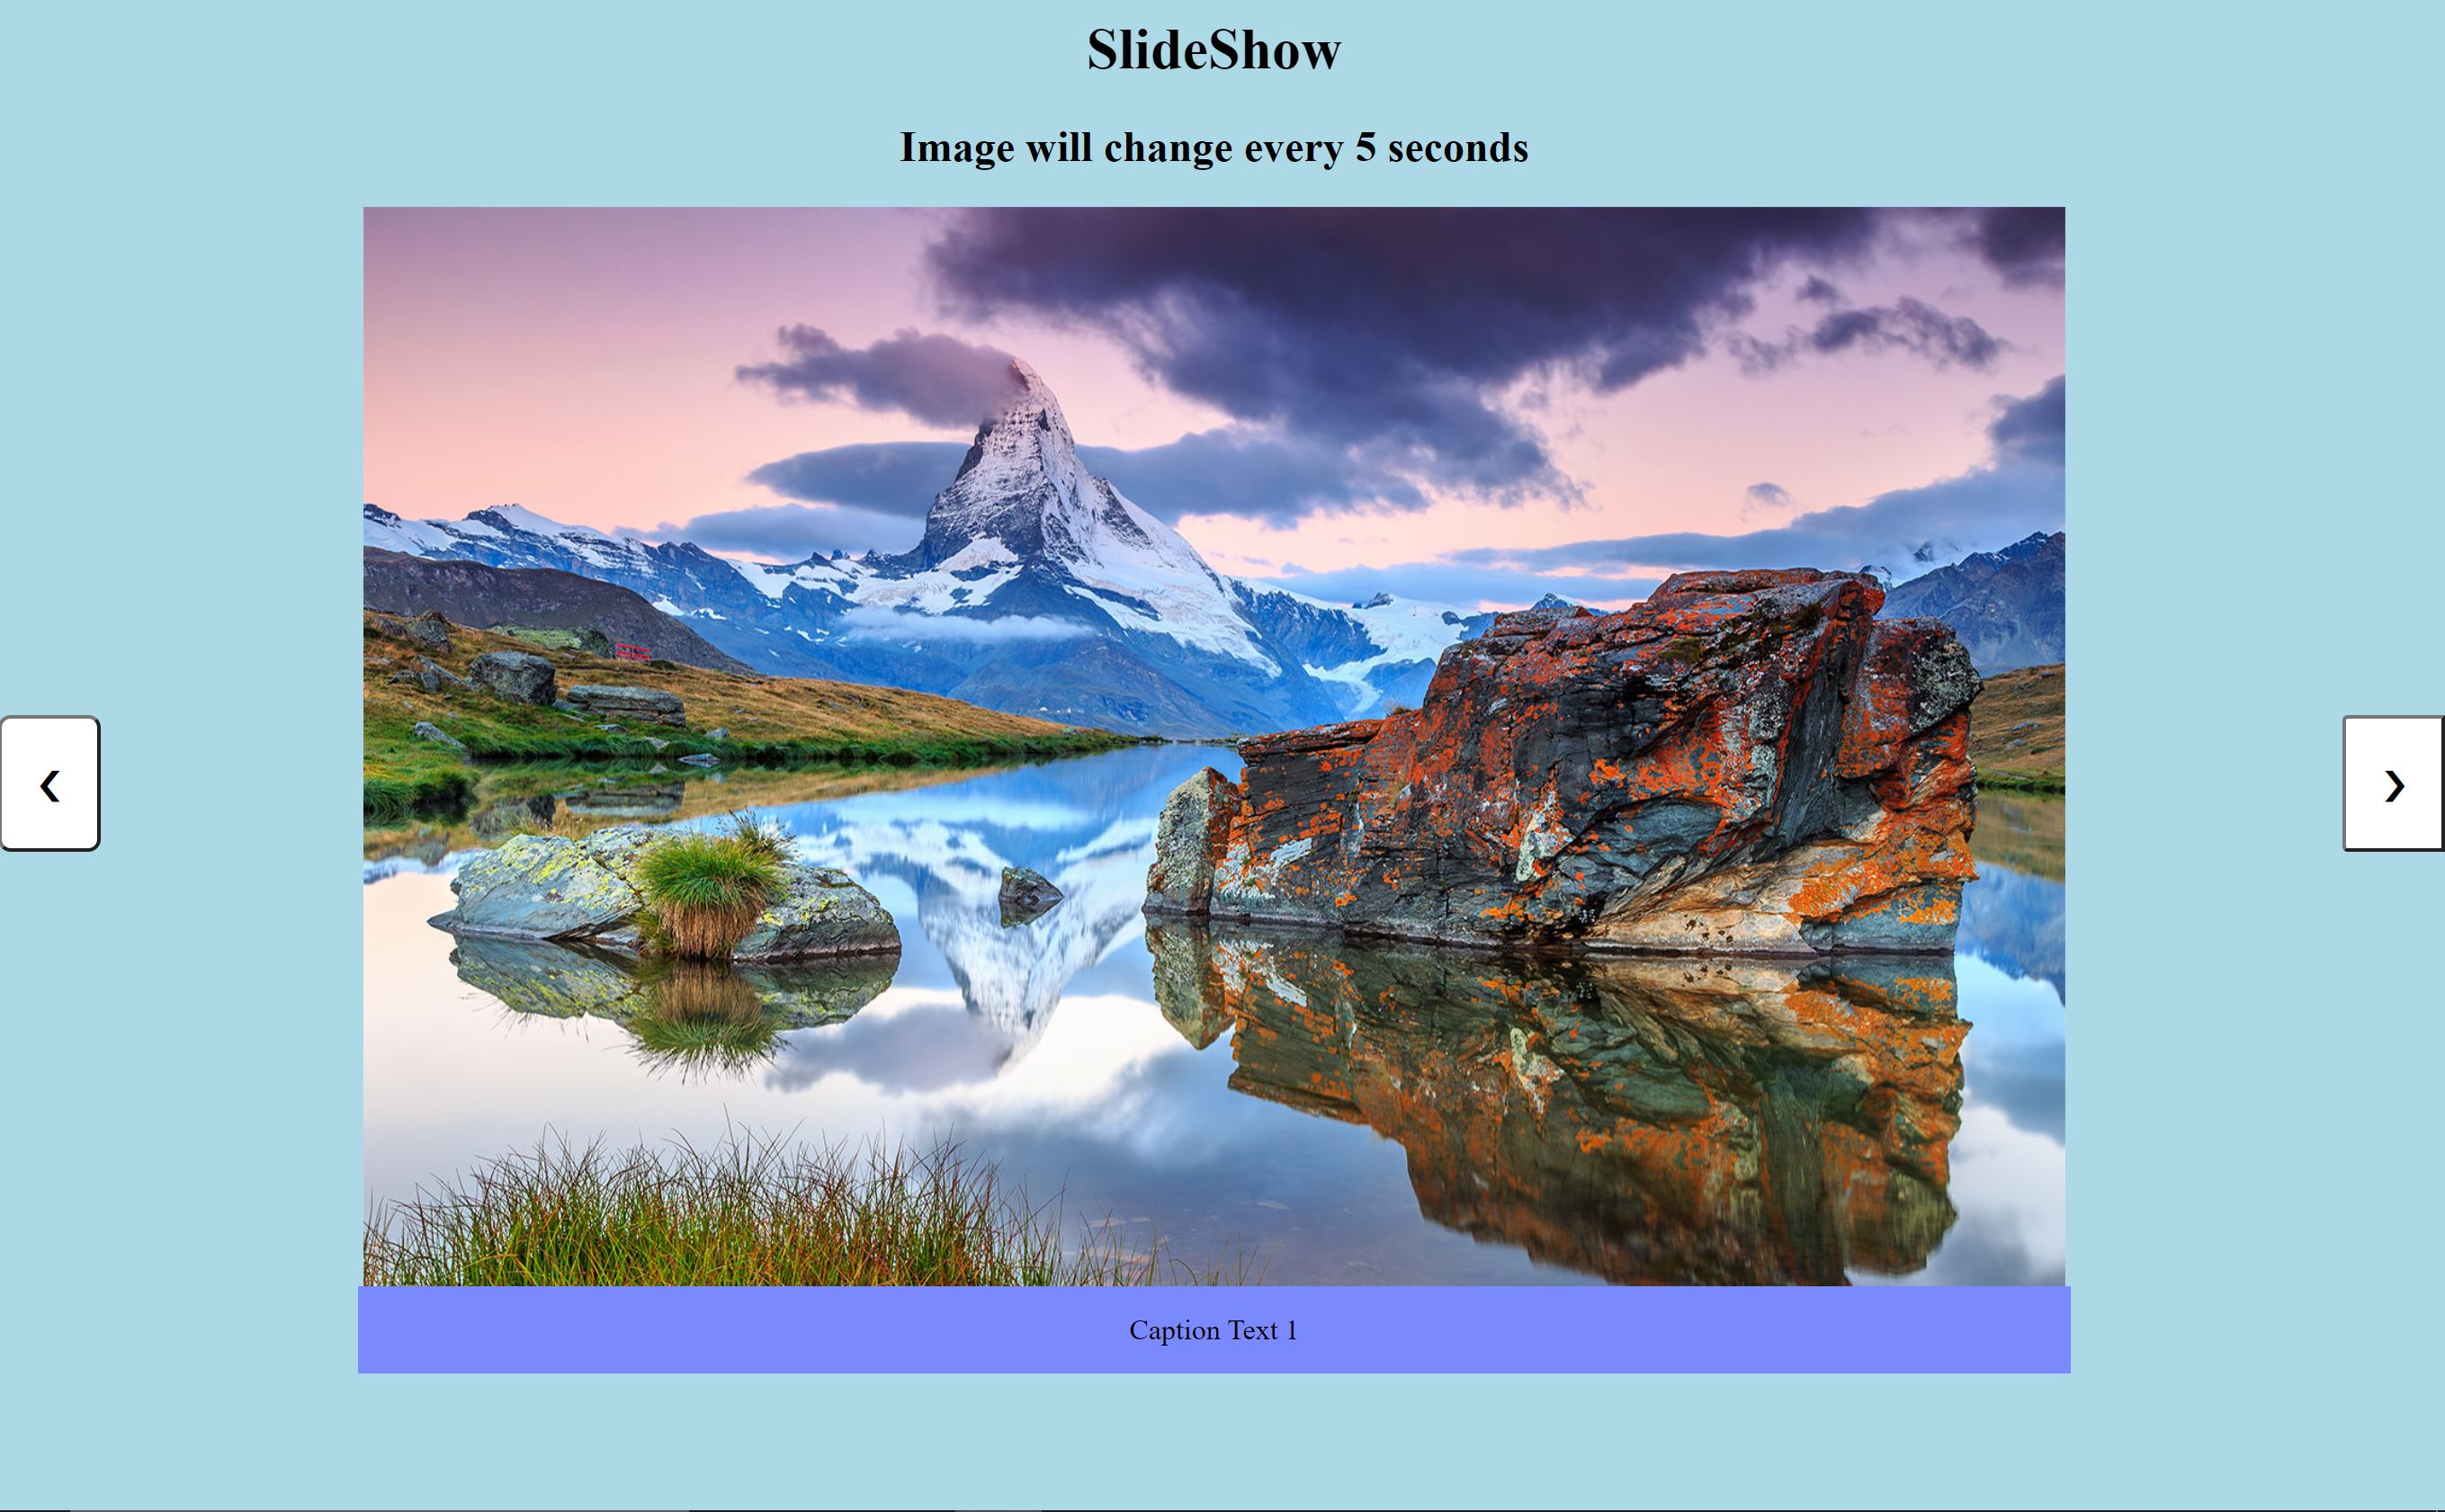 SlideShow
Image will change every 5 seconds
❮
❯
Caption Text 1